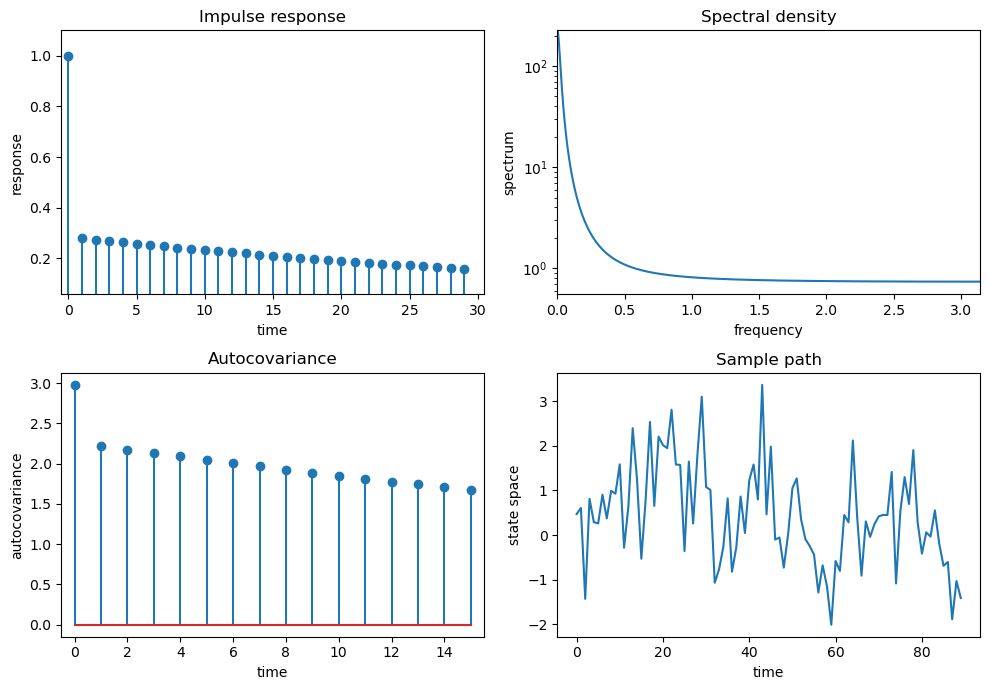 Impulse response
response
1.0
0.8
0.6
0.4
0.2
0 5 10 15 20 25 30
time
Spectral density
spectrum
10²
10¹
10⁰
0.0 0.5 1.0 1.5 2.0 2.5 3.0
frequency
Autocovariance
autocovariance
3.0
2.5
2.0
1.5
1.0
0.5
0.0
0 2 4 6 8 10 12 14
time
Sample path
state space
3
2
1
0
−1
−2
0 20 40 60 80
time